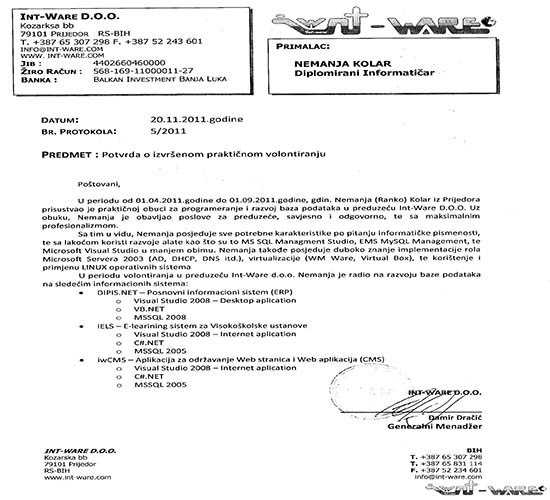 INT-WARE D.O.O.
Kozarska bb
79101 PRIJEDOR RS-BIH
T. +387 65 307 298 F. +387 52 243 601
INFO@INT-WARE.COM
WWW. INT-WARE.COM
JIB : 4402660460000
ŽIRO RAČUN : 568-169-11000011-27
BANKA : BALKAN INVESTMENT BANJA LUKA
int - WARE
PRIMALAC:
NEMANJA KOLAR
Diplomirani Informatičar
DATUM: 20.11.2011.godine
BR. PROTOKOLA: 5/2011
PREDMET : Potvrda o izvršenom praktičnom volontiranju
Poštovani,
U periodu od 01.04.2011.godine do 01.09.2011.godine, gdin. Nemanja (Ranko) Kolar iz Prijedora
prisustvao je praktičnoj obuci za programeranje i razvoj baza podataka u preduzeću Int-Ware D.O.O. Uz
obuku, Nemanja je obavljao poslove za preduzeće, savjesno i odgovorno, te sa maksimalnim
profesionalizmom.
Sa tim u vidu, Nemanja posjeduje sve potrebne karakteristike po pitanju informatičke pismenosti,
te sa lakoćom koristi razvoje alate kao što su to MS SQL Managment Studio, EMS MySQL Management, te
Microsoft Visual Studio u manjem obimu. Nemanja takođe posjeduje duboko znanje implementacije rola
Microsoft Servera 2003 (AD, DHCP, DNS itd.), virtualizacije (WM Ware, Virtual Box), te korištenje i
primjenu LINUX operativnih sistema
U periodu volontiranja u preduzeću Int-Ware d.o.o. Nemanja je radio na razvoju baze podataka
na sledećim informacionih sistema:
• DIPIS.NET – Posnovni informacioni sistem (ERP)
o Visual Studio 2008 – Desktop aplication
o VB.NET
o MSSQL 2008
• IELS – E-learining sistem za Visokoškolske ustanove
o Visual Studio 2008 – Internet aplication
o C#.NET
o MSSQL 2005
• iwCMS – Aplikacija za održavanje Web stranica i Web aplikacija (CMS)
o Visual Studio 2008 – Internet aplication
o C#.NET
o MSSQL 2005
INT-WARE D.O.O.
Damir Dračić
Generalni Menadžer
INT-WARE D.O.O.
Kozarska bb
79101 Prijedor
RS-BIH
www.int-ware.com
BIH
T. +387 65 307 298
T. +387 65 831 114
F. +387 52 234 601
info@int-ware.com
int - WARE